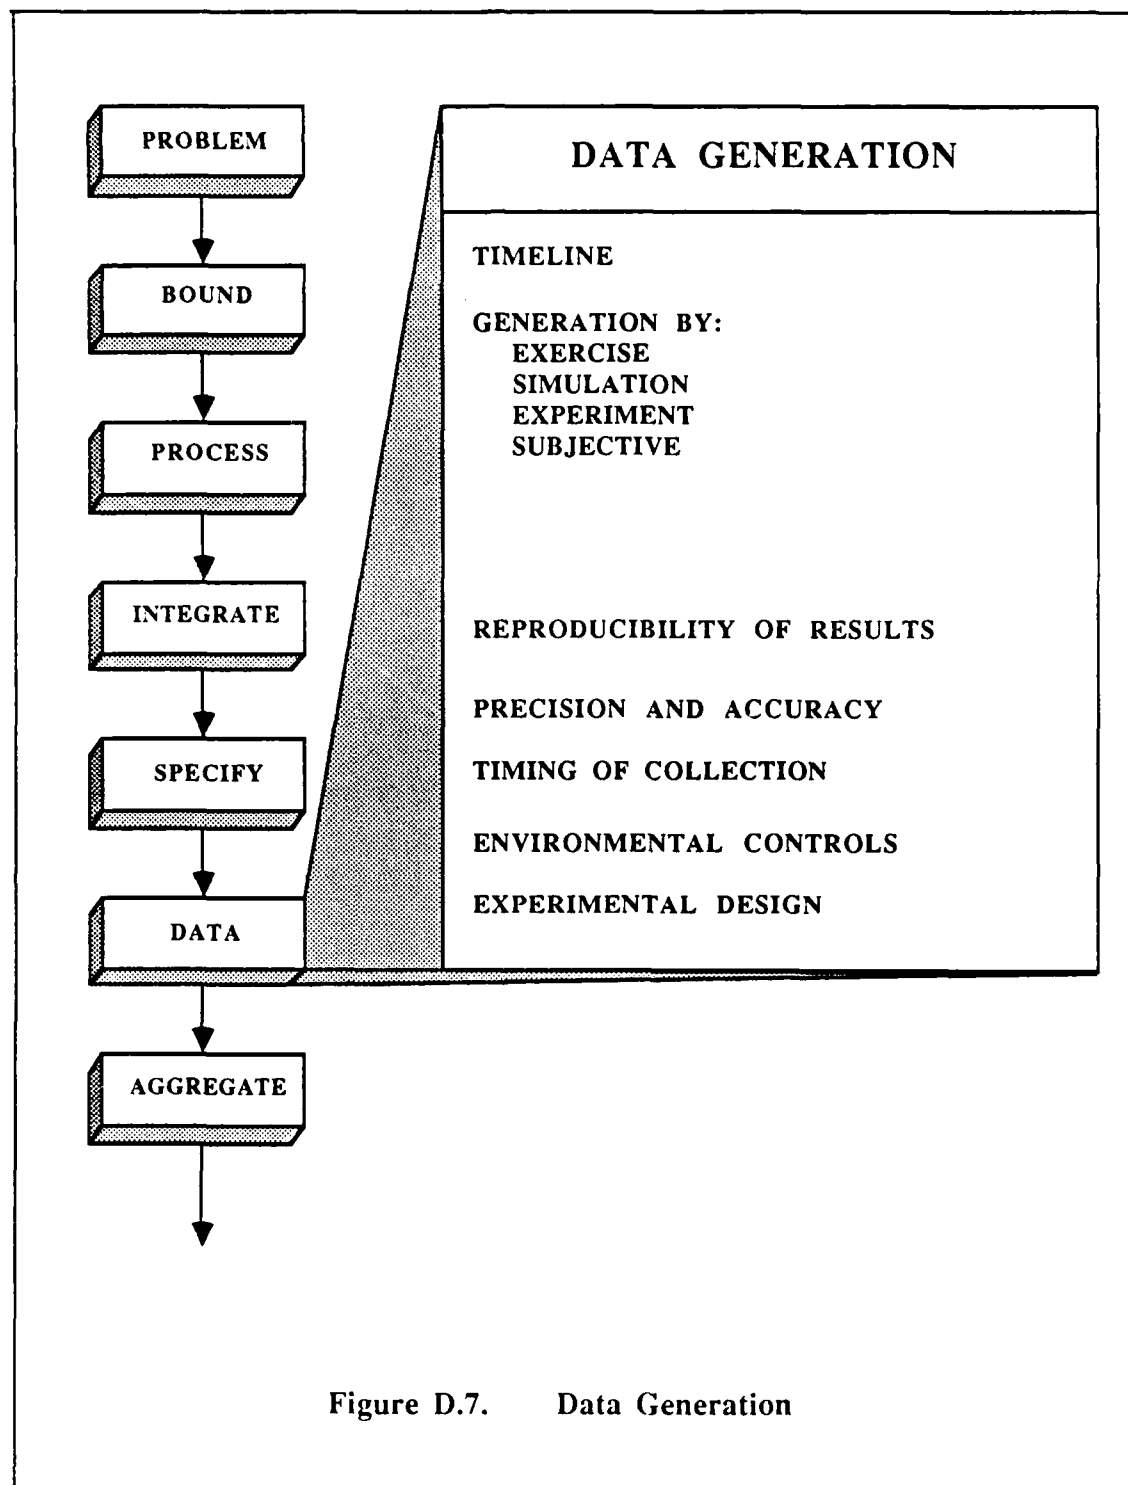 PROBLEM
BOUND
PROCESS
INTEGRATE
SPECIFY
DATA
AGGREGATE
DATA GENERATION
TIMELINE
GENERATION BY:
EXERCISE
SIMULATION
EXPERIMENT
SUBJECTIVE
REPRODUCIBILITY OF RESULTS
PRECISION AND ACCURACY
TIMING OF COLLECTION
ENVIRONMENTAL CONTROLS
EXPERIMENTAL DESIGN
Figure D.7. Data Generation